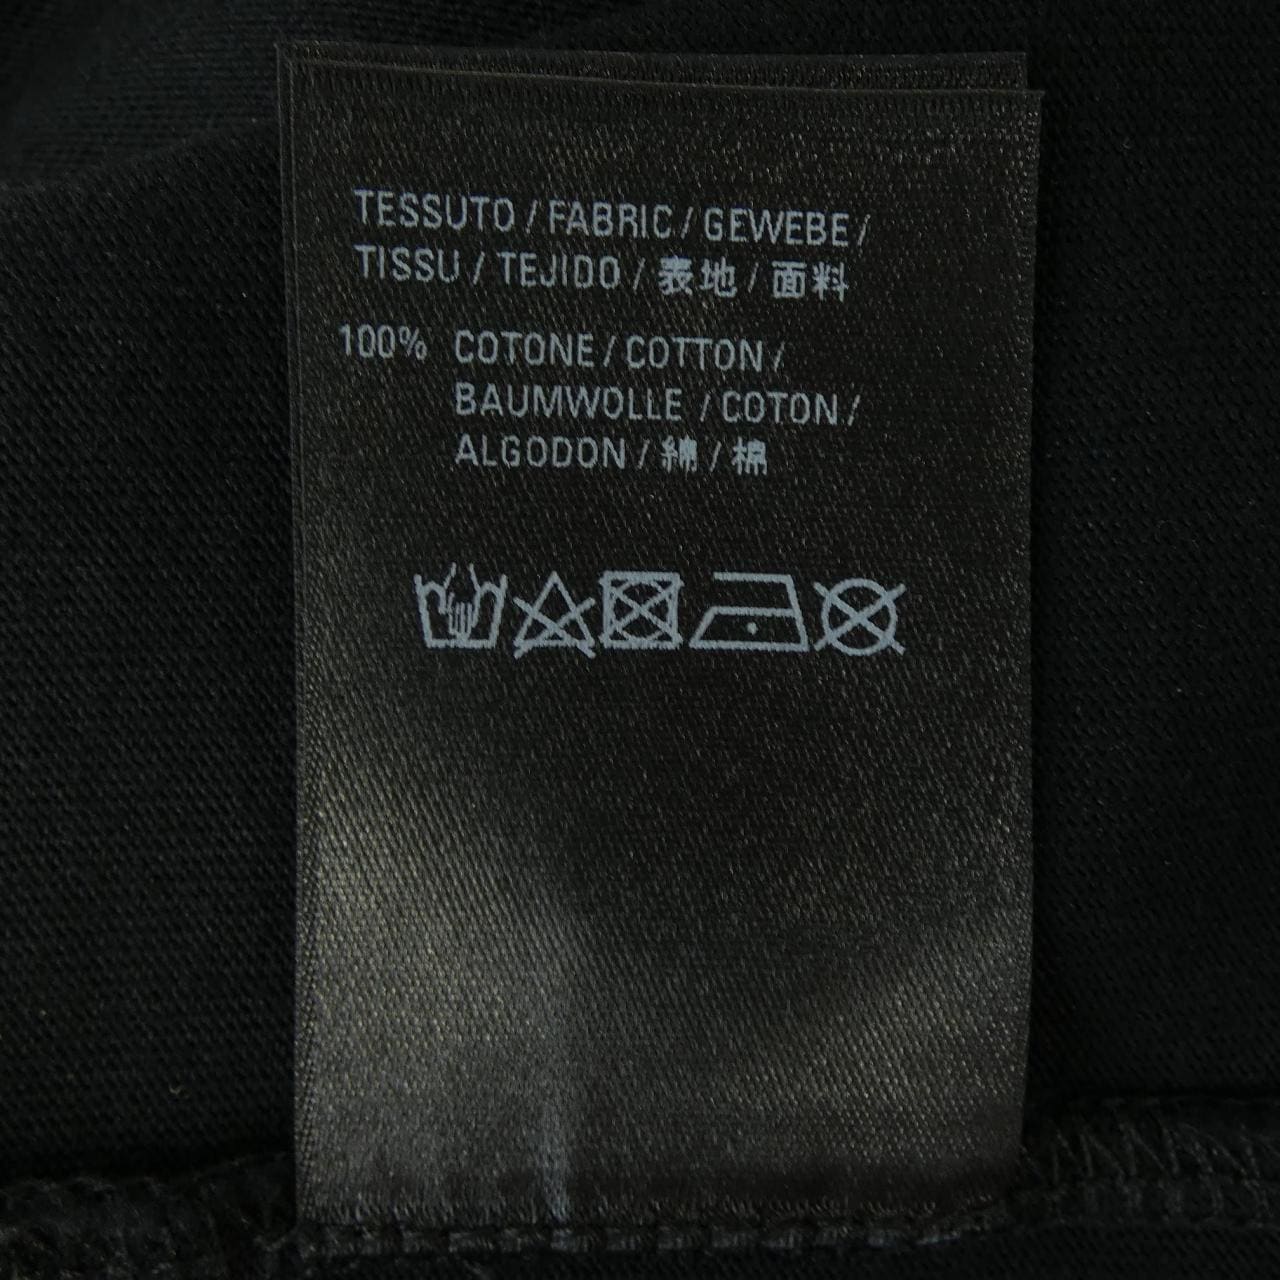 TESSUTO / FABRIC / GEWEBE /
TISSU / TEJIDO / 表地 / 面料
100% COTONE / COTTON /
BAUMWOLLE / COTON /
ALGODON / 綿 / 棉